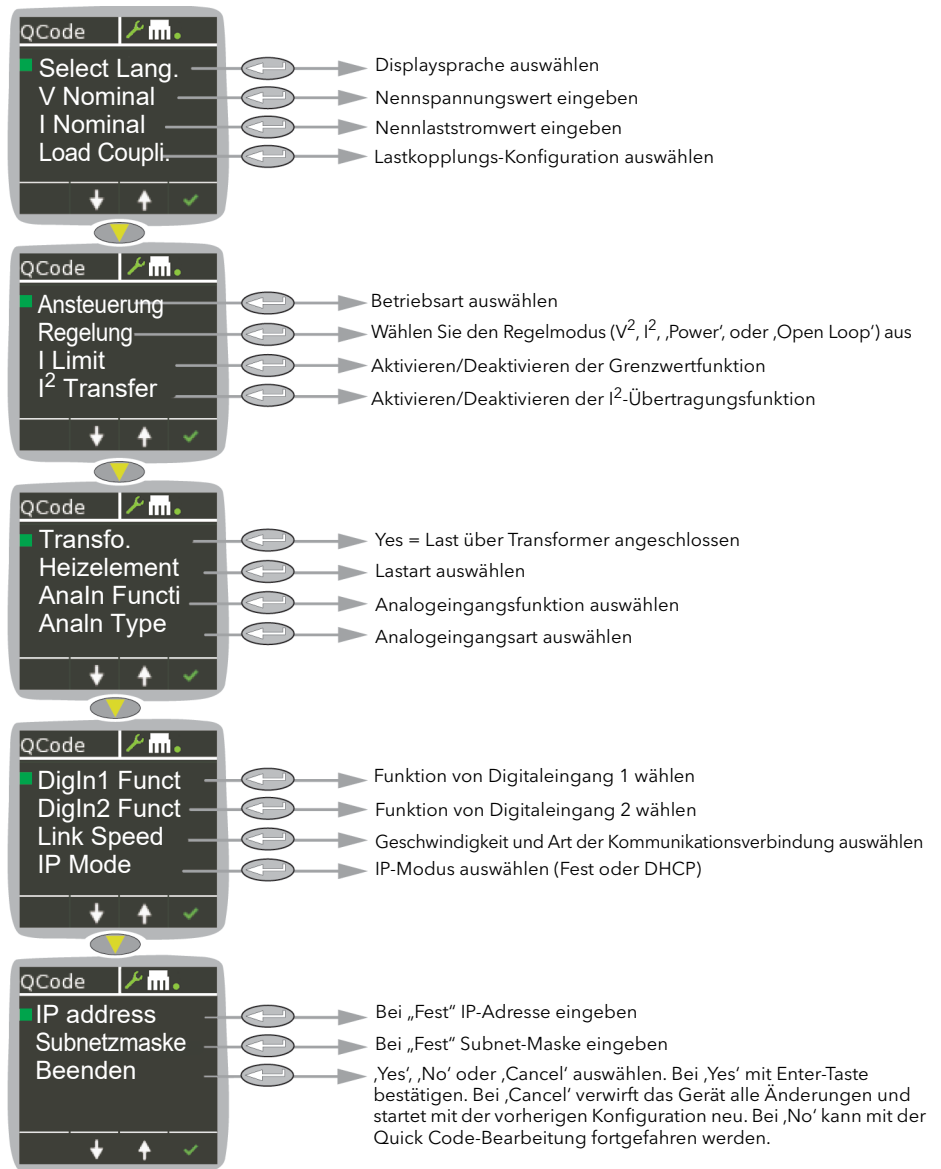 QCode
Select Lang.
Displaysprache auswählen
V Nominal
Nennspannungswert eingeben
I Nominal
Nennlaststromwert eingeben
Load Coupli.
Lastkopplungs-Konfiguration auswählen
QCode
Ansteuerung
Betriebsart auswählen
Regelung
Wählen Sie den Regelmodus (V², I², ‚Power‘, oder ‚Open Loop‘) aus
I Limit
Aktivieren/Deaktivieren der Grenzwertfunktion
I² Transfer
Aktivieren/Deaktivieren der I²-Übertragungsfunktion
QCode
Transfo.
Yes = Last über Transformer angeschlossen
Heizelement
Lastart auswählen
AnaIn Functi
Analogeingangsfunktion auswählen
AnaIn Type
Analogeingangsart auswählen
QCode
DigIn1 Funct
Funktion von Digitaleingang 1 wählen
DigIn2 Funct
Funktion von Digitaleingang 2 wählen
Link Speed
Geschwindigkeit und Art der Kommunikationsverbindung auswählen
IP Mode
IP-Modus auswählen (Fest oder DHCP)
QCode
IP address
Bei „Fest“ IP-Adresse eingeben
Subnetzmaske
Bei „Fest“ Subnet-Maske eingeben
Beenden
‚Yes‘, ‚No‘ oder ‚Cancel‘ auswählen. Bei ‚Yes‘ mit Enter-Taste
bestätigen. Bei ‚Cancel‘ verwirft das Gerät alle Änderungen und
startet mit der vorherigen Konfiguration neu. Bei ‚No‘ kann mit der
Quick Code-Bearbeitung fortgefahren werden.